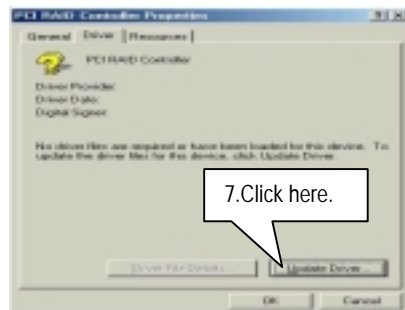 PCI RAID Controller Properties
General Driver Resources
PCI RAID Controller
Driver Provider:
Driver Date:
Digital Signer:
No driver files are required or have been loaded for this device. To
update the driver files for this device, click Update Driver.
7.Click here.
Driver File Details... Update Driver...
OK Cancel